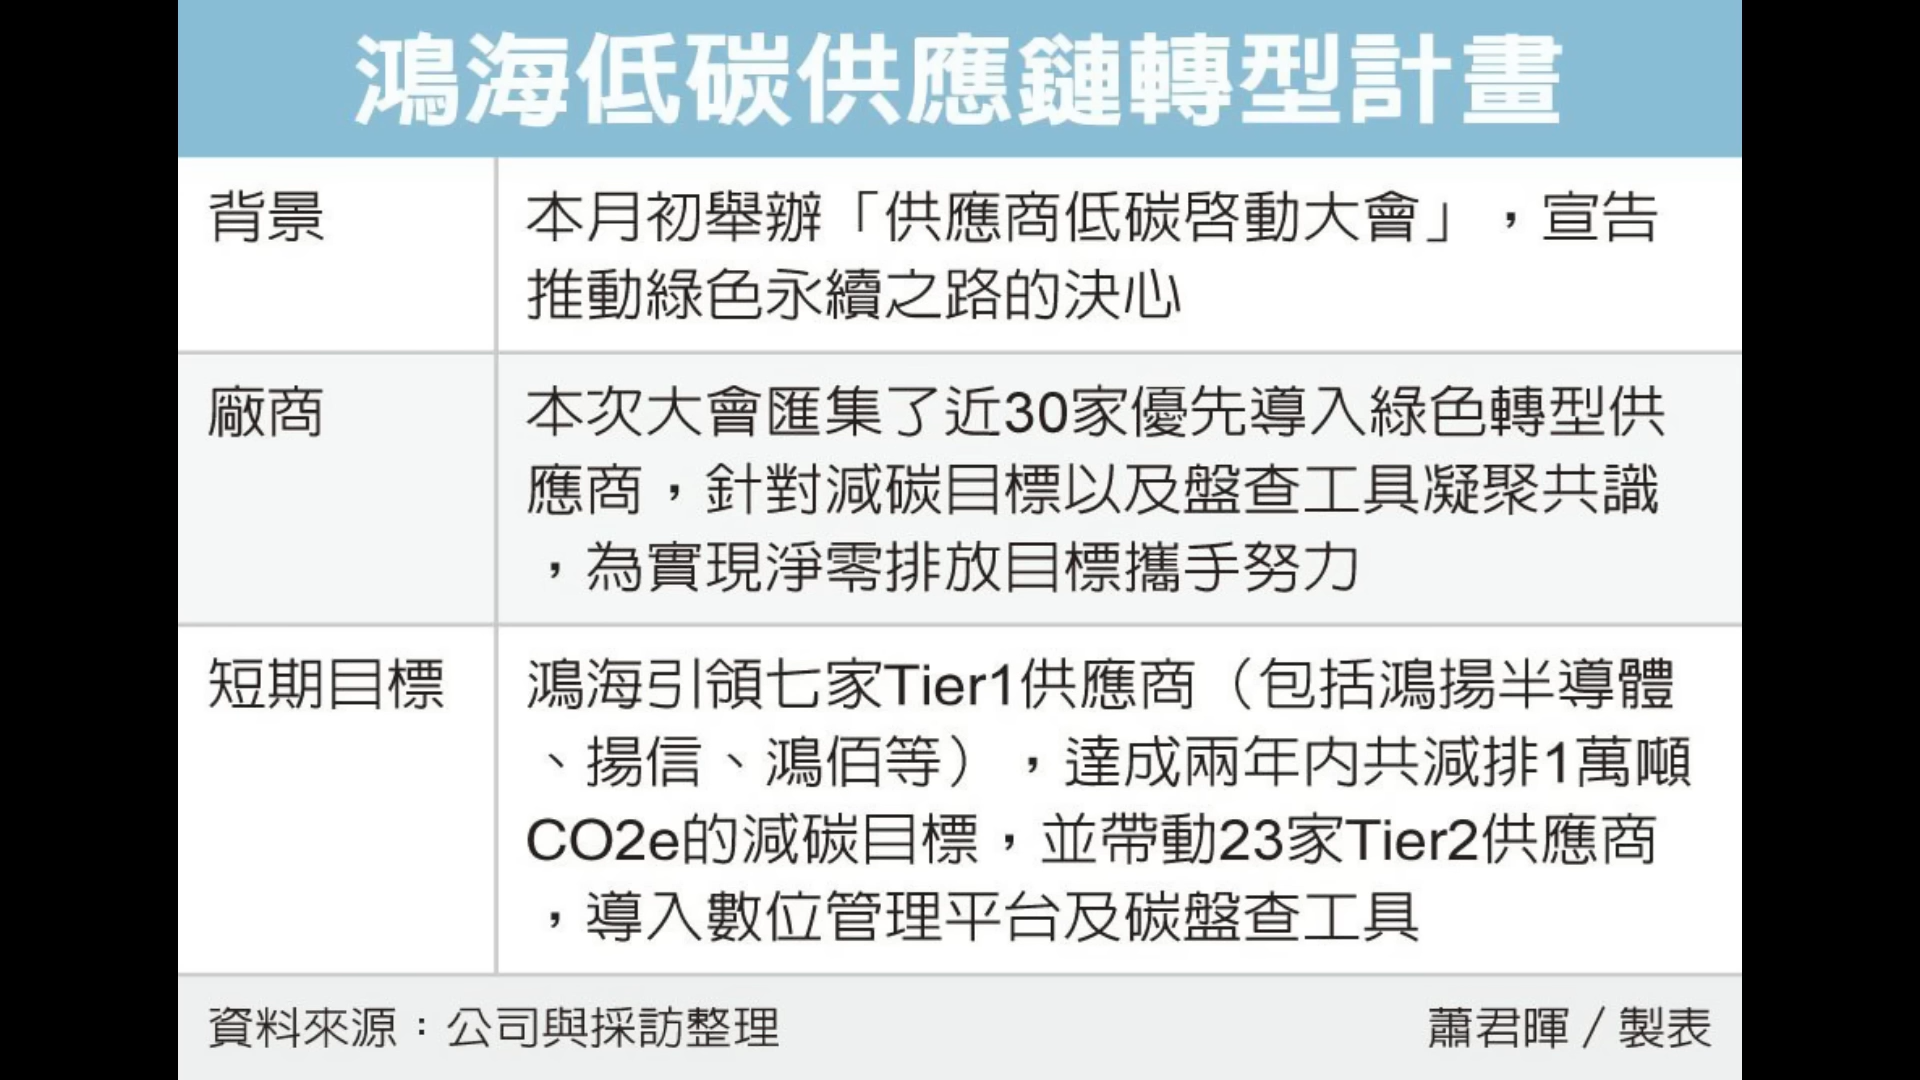 鴻海低碳供應鏈轉型計畫
背景
本月初舉辦「供應商低碳啓動大會」，宣告
推動綠色永續之路的決心
廠商
本次大會匯集了近30家優先導入綠色轉型供
應商，針對減碳目標以及盤查工具凝聚共識
，為實現淨零排放目標攜手努力
短期目標
鴻海引領七家Tier1供應商（包括鴻揚半導體
、揚信、鴻佰等），達成兩年內共減排1萬噸
CO2e的減碳目標，並帶動23家Tier2供應商
，導入數位管理平台及碳盤查工具
資料來源：公司與採訪整理
蕭君暉／製表